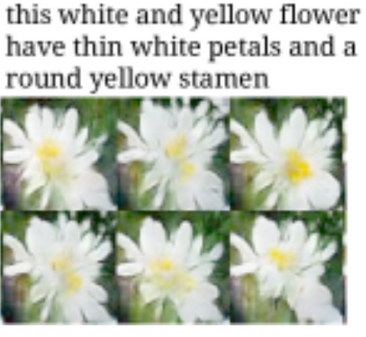 this white and yellow flower
have thin white petals and a
round yellow stamen